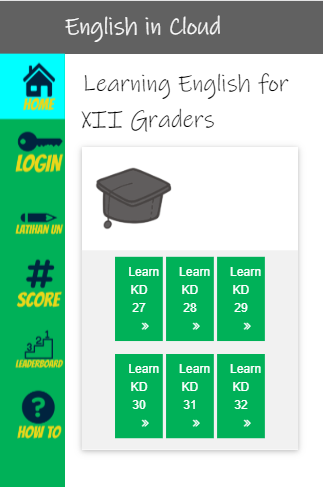 English in Cloud
HOME
LOGIN
LATIHAN UN
#
SCORE
LEADERBOARD
?
HOW TO
Learning English for
XII Graders
Learn
KD
27
»
Learn
KD
28
»
Learn
KD
29
»
Learn
KD
30
»
Learn
KD
31
»
Learn
KD
32
»